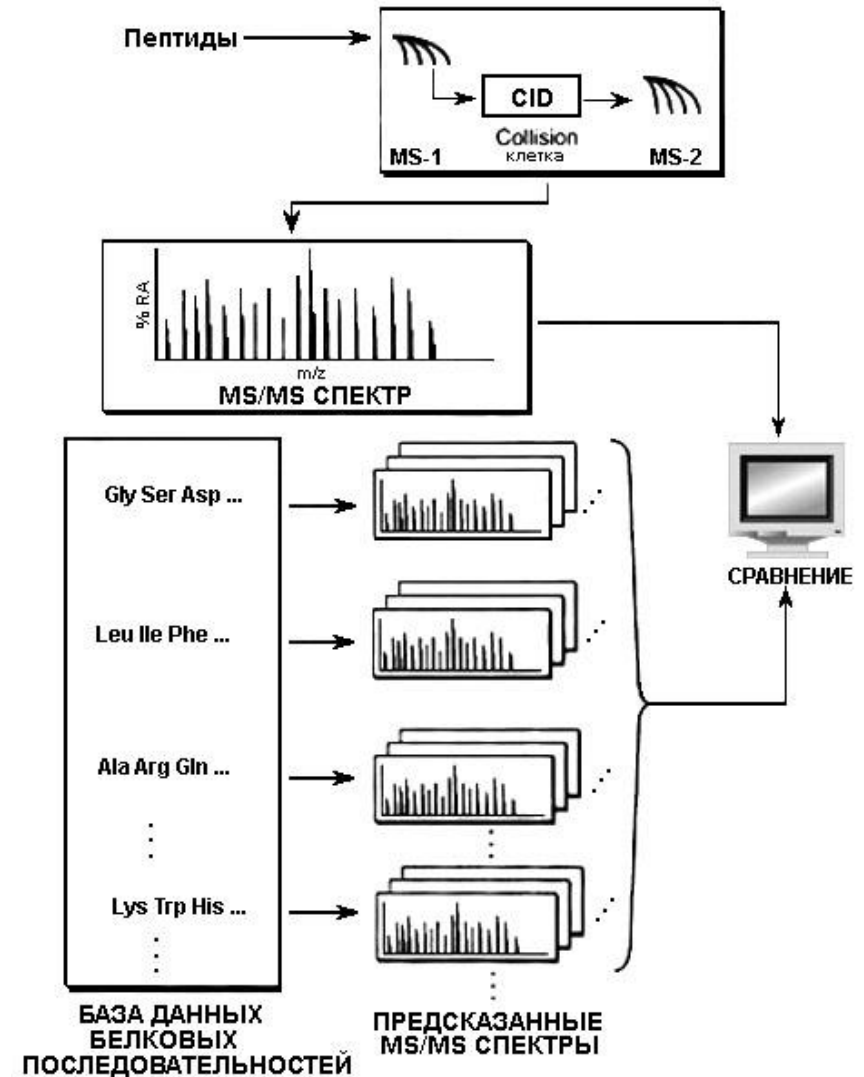 Пептиды
CID
Collision
клетка
MS-1
MS-2
% RA
m/z
MS/MS СПЕКТР
Gly Ser Asp ...
Leu Ile Phe ...
Ala Arg Gln ...
Lys Trp His ...
СРАВНЕНИЕ
БАЗА ДАННЫХ
БЕЛКОВЫХ
ПОСЛЕДОВАТЕЛЬНОСТЕЙ
ПРЕДСКАЗАННЫЕ
MS/MS СПЕКТРЫ